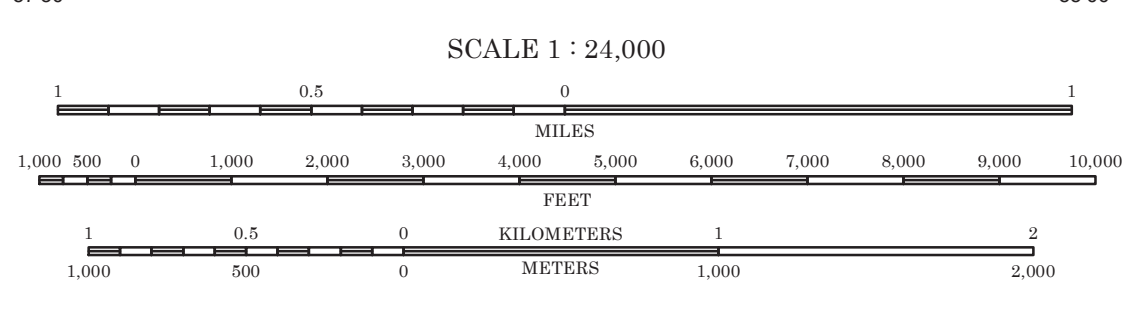 SCALE 1 : 24,000
1 0.5 0 1
MILES
1,000 500 0 1,000 2,000 3,000 4,000 5,000 6,000 7,000 8,000 9,000 10,000
FEET
1 0.5 0 KILOMETERS 1 2
1,000 500 0 METERS 1,000 2,000